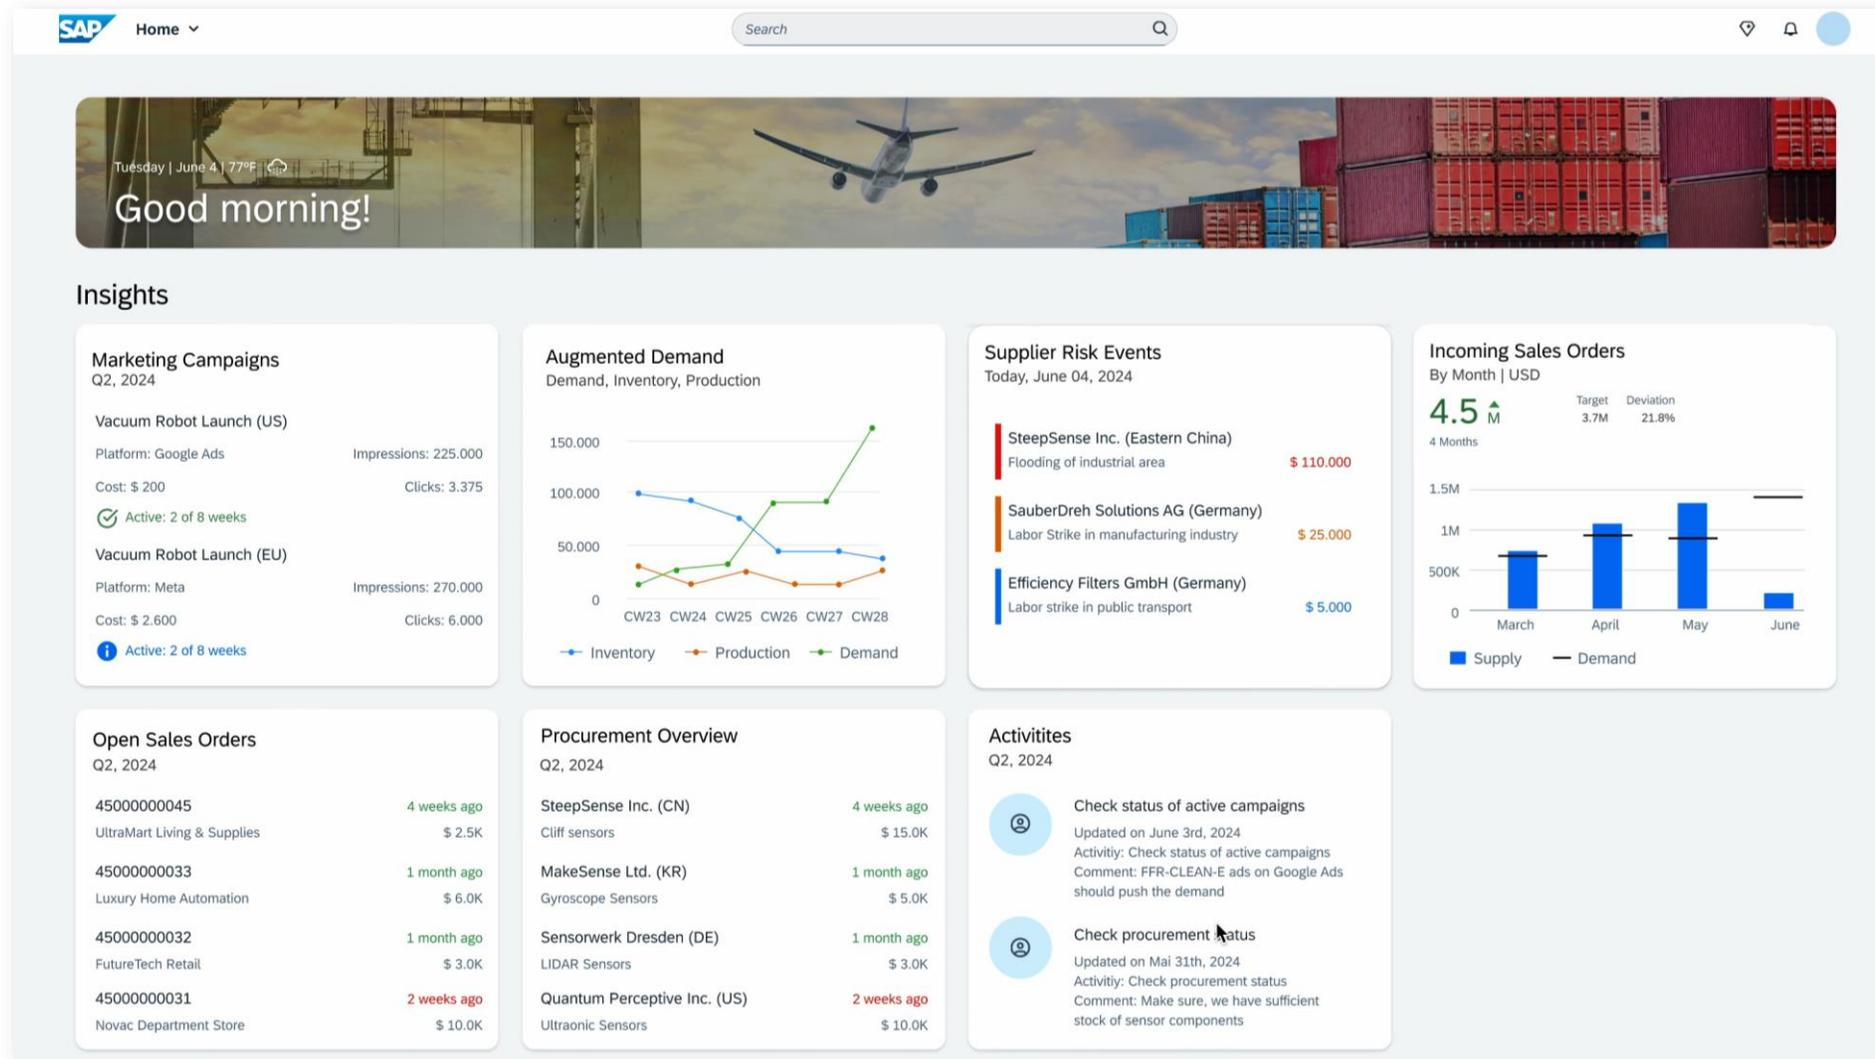 SAP
Home
Search
Tuesday | June 4 | 77°F
Good morning!
Insights
Marketing Campaigns
Q2, 2024
Vacuum Robot Launch (US)
Platform: Google Ads Impressions: 225.000
Cost: $ 200 Clicks: 3.375
Active: 2 of 8 weeks
Vacuum Robot Launch (EU)
Platform: Meta Impressions: 270.000
Cost: $ 2.600 Clicks: 6.000
Active: 2 of 8 weeks
Augmented Demand
Demand, Inventory, Production
150.000
100.000
50.000
0
CW23 CW24 CW25 CW26 CW27 CW28
Inventory Production Demand
Supplier Risk Events
Today, June 04, 2024
SteepSense Inc. (Eastern China)
Flooding of industrial area $ 110.000
SauberDreh Solutions AG (Germany)
Labor Strike in manufacturing industry $ 25.000
Efficiency Filters GmbH (Germany)
Labor strike in public transport $ 5.000
Incoming Sales Orders
By Month | USD
4.5 M
Target Deviation
3.7M 21.8%
4 Months
1.5M
1M
500K
0
March April May June
Supply Demand
Open Sales Orders
Q2, 2024
45000000045 4 weeks ago
UltraMart Living & Supplies $ 2.5K
45000000033 1 month ago
Luxury Home Automation $ 6.0K
45000000032 1 month ago
FutureTech Retail $ 3.0K
45000000031 2 weeks ago
Novac Department Store $ 10.0K
Procurement Overview
Q2, 2024
SteepSense Inc. (CN) 4 weeks ago
Cliff sensors $ 15.0K
MakeSense Ltd. (KR) 1 month ago
Gyroscope Sensors $ 5.0K
Sensorwerk Dresden (DE) 1 month ago
LIDAR Sensors $ 3.0K
Quantum Perceptive Inc. (US) 2 weeks ago
Ultraonic Sensors $ 10.0K
Activitites
Q2, 2024
Check status of active campaigns
Updated on June 3rd, 2024
Activitiy: Check status of active campaigns
Comment: FFR-CLEAN-E ads on Google Ads
should push the demand
Check procurement status
Updated on Mai 31th, 2024
Activitiy: Check procurement status
Comment: Make sure, we have sufficient
stock of sensor components